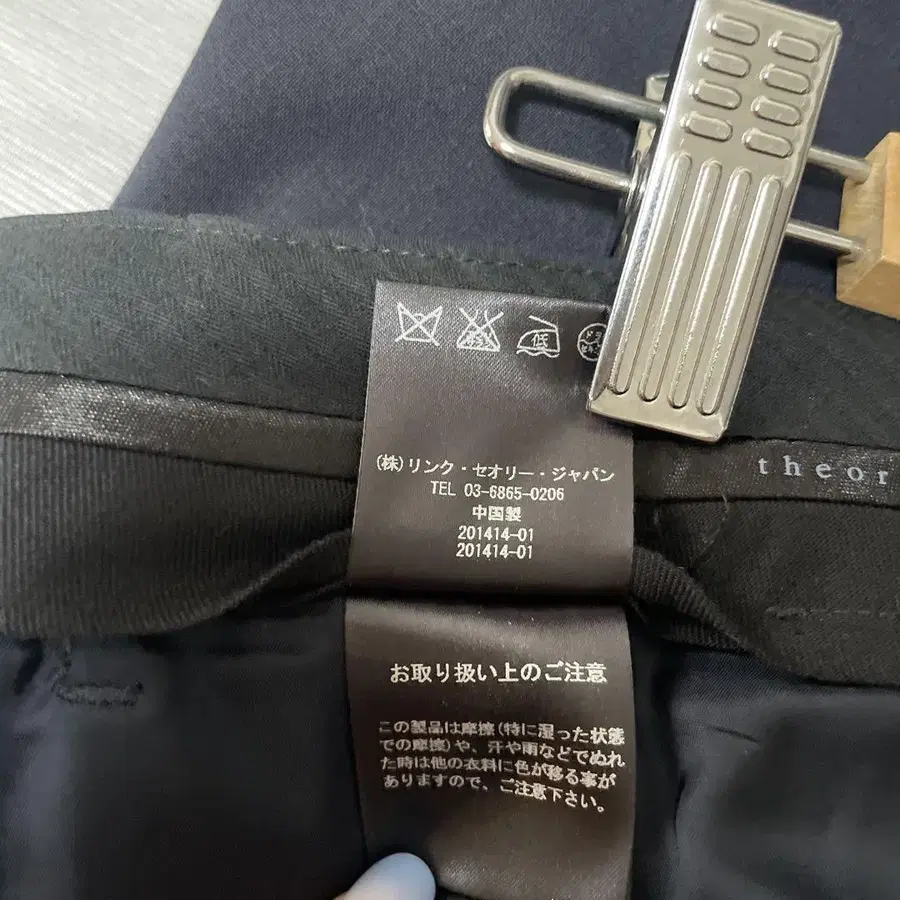 低
(株)リンク・セオリー・ジャパン
TEL 03-6865-0206
中国製
201414-01
201414-01
theor
お取り扱い上のご注意
この製品は摩擦(特に湿った状態
での摩擦)や、汗や雨などでぬれ
た時は他の衣料に色が移る事が
ありますので、ご注意下さい。